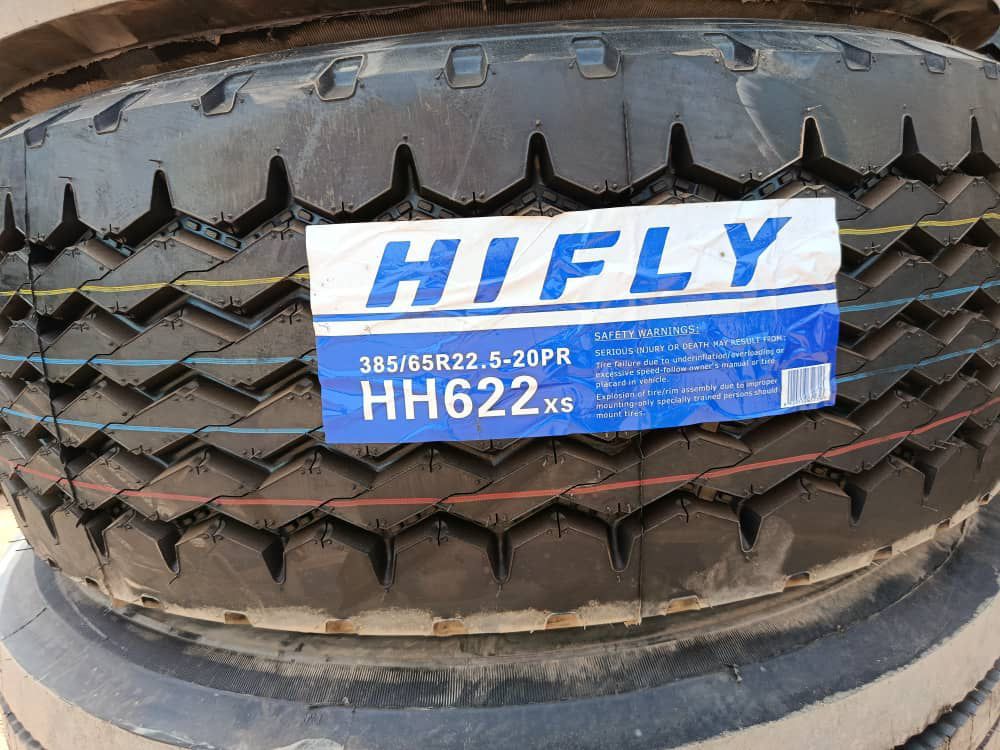 HIFLY
385/65R22.5-20PR
HH622 XS
SAFETY WARNINGS:
SERIOUS INJURY OR DEATH MAY RESULT FROM:
Tire failure due to underinflation/overloading or
excessive speed-follow owner's manual or tire
placard in vehicle.
Explosion of tire/rim assembly due to improper
mounting-only specially trained persons should
mount tires.